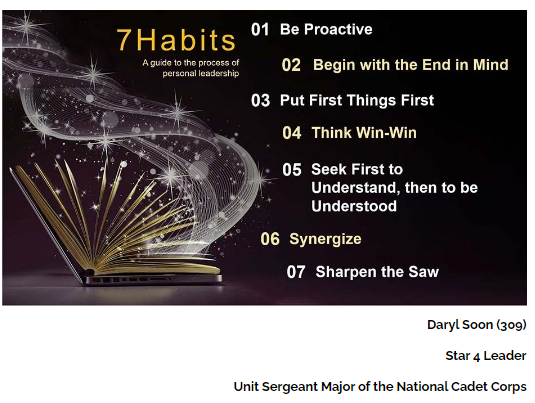 7Habits
A guide to the process of
personal leadership
01 Be Proactive
02 Begin with the End in Mind
03 Put First Things First
04 Think Win-Win
05 Seek First to
Understand, then to be
Understood
06 Synergize
07 Sharpen the Saw
Daryl Soon (309)
Star 4 Leader
Unit Sergeant Major of the National Cadet Corps